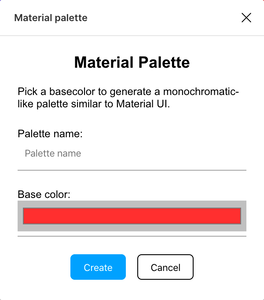 Material palette
Material Palette
Pick a basecolor to generate a monochromatic-
like palette similar to Material UI.
Palette name:
Palette name
Base color:
Create
Cancel